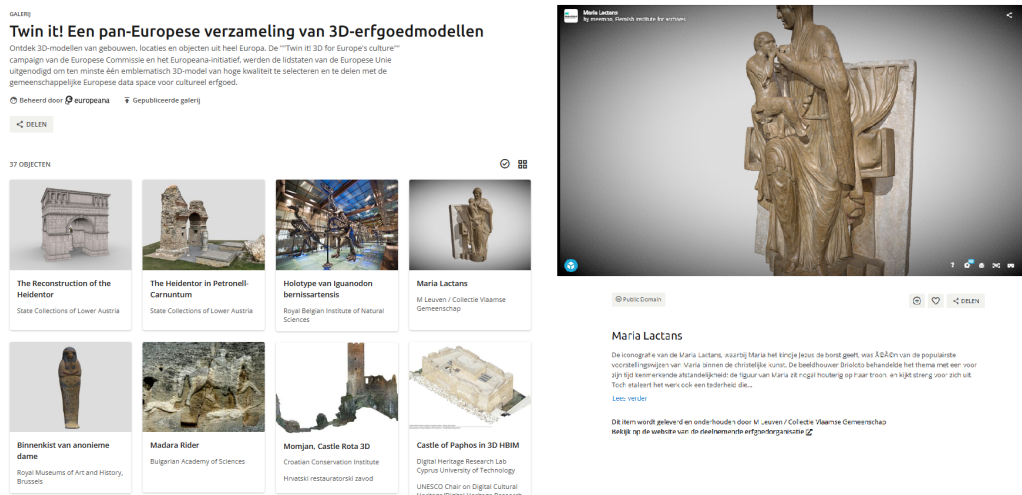 GALERIJ
Twin it! Een pan-Europese verzameling van 3D-erfgoedmodellen
Ontdek 3D-modellen van gebouwen, locaties en objecten uit heel Europa. De ""Twin it! 3D for Europe's culture""
campaign van de Europese Commissie en het Europeana-initiatief, werden de lidstaten van de Europese Unie
uitgenodigd om ten minste één emblematisch 3D-model van hoge kwaliteit te selecteren en te delen met de
gemeenschappelijke Europese data space voor cultureel erfgoed.
Beheerd door europeana Gepubliceerde galerij
DELEN
37 OBJECTEN
The Reconstruction of the
Heidentor
State Collections of Lower Austria
The Heidentor in Petronell-
Carnuntum
State Collections of Lower Austria
Holotype van Iguanodon
bernissartensis
Royal Belgian Institute of Natural
Sciences
Maria Lactans
M Leuven / Collectie Vlaamse
Gemeenschap
Binnenkist van anonieme
dame
Royal Museums of Art and History,
Brussels
Madara Rider
Bulgarian Academy of Sciences
Momjan, Castle Rota 3D
Croatian Conservation Institute
Hrvatski restauratorski zavod
Castle of Paphos in 3D HBIM
Digital Heritage Research Lab
Cyprus University of Technology
UNESCO Chair on Digital Cultural
Heritage/Digital Heritage Research
Maria Lactans
by meemoo, Flemish institute for archives
Public Domain
DELEN
Maria Lactans
De iconografie van de Maria Lactans, waarbij Maria het kindje Jezus de borst geeft, was Ã©Ã©n van de populairste
voorstellingswijzen van Maria binnen de christelijke kunst. De beeldhouwer Drioloto behandelde het thema met een voor
zijn tijd kenmerkende afstandelijkheid: de figuur van Maria zit nogal houterig op haar troon, en kijkt streng voor zich uit.
Toch etaleert het werk ook een tederheid die...
Lees verder
Dit item wordt geleverd en onderhouden door M Leuven / Collectie Vlaamse Gemeenschap
Bekijk op de website van de deelnemende erfgoedorganisatie